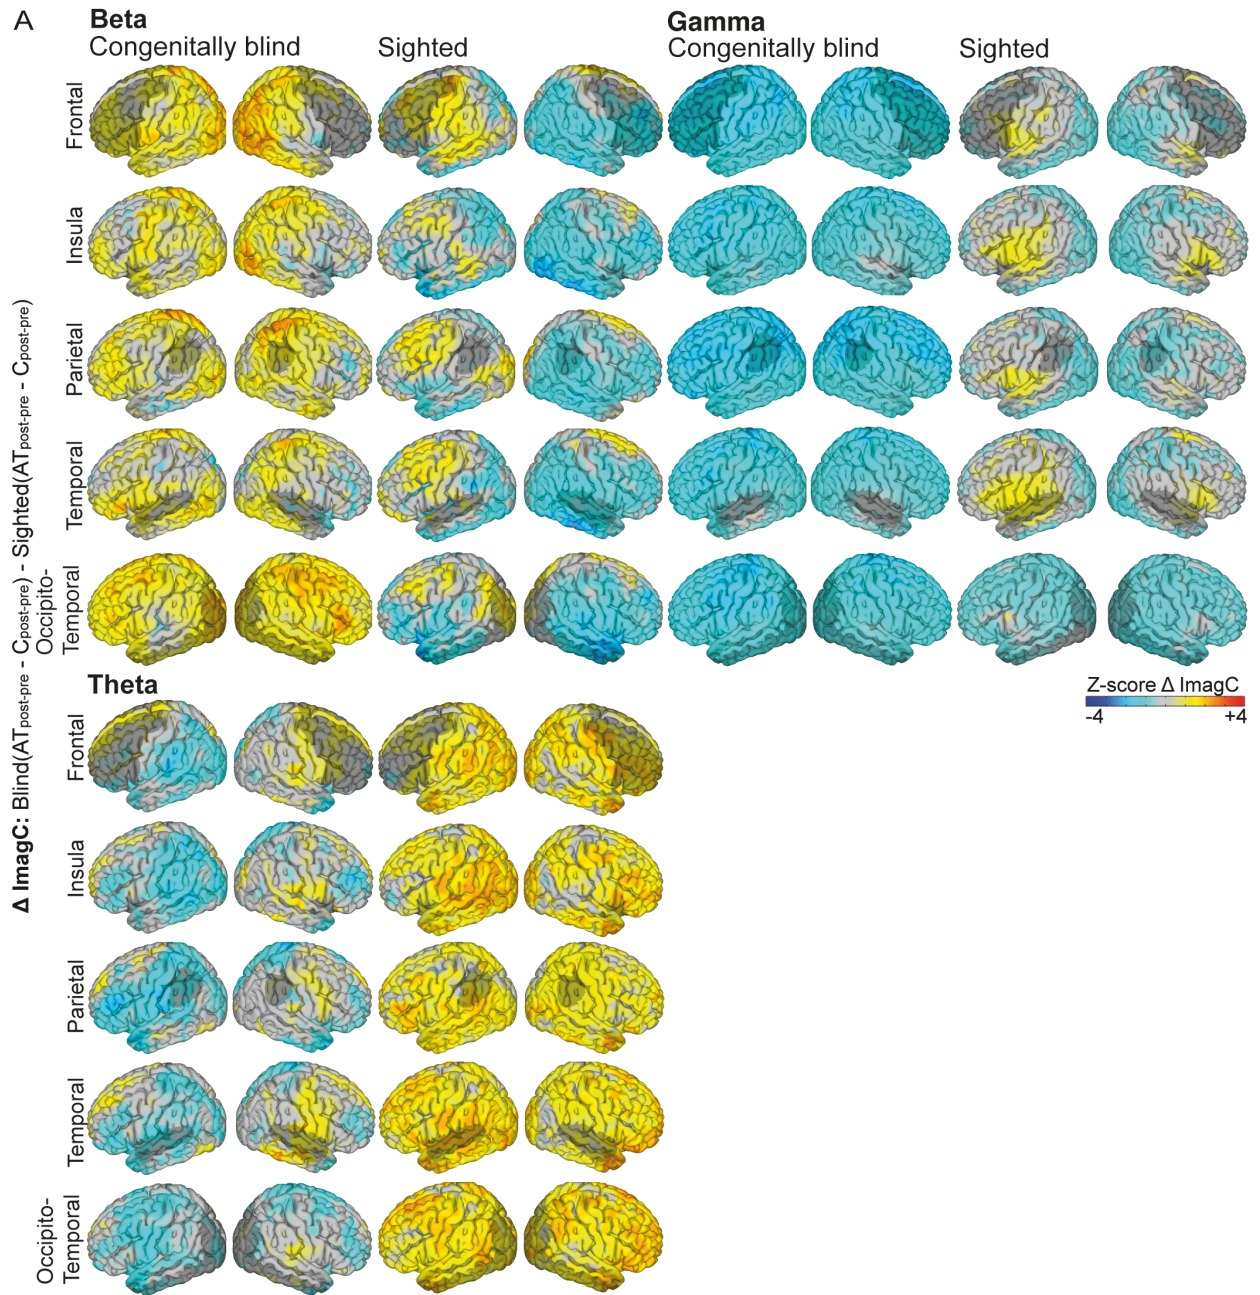 A
Beta
Gamma
Congenitally blind
Sighted
Congenitally blind
Sighted
Frontal
Insula
Parietal
Temporal
Occipito-
Temporal
Δ ImagC: Blind(ATpost-pre - Cpost-pre) - Sighted(ATpost-pre - Cpost-pre)
Z-score Δ ImagC
-4
+4
Theta
Frontal
Insula
Parietal
Temporal
Occipito-
Temporal